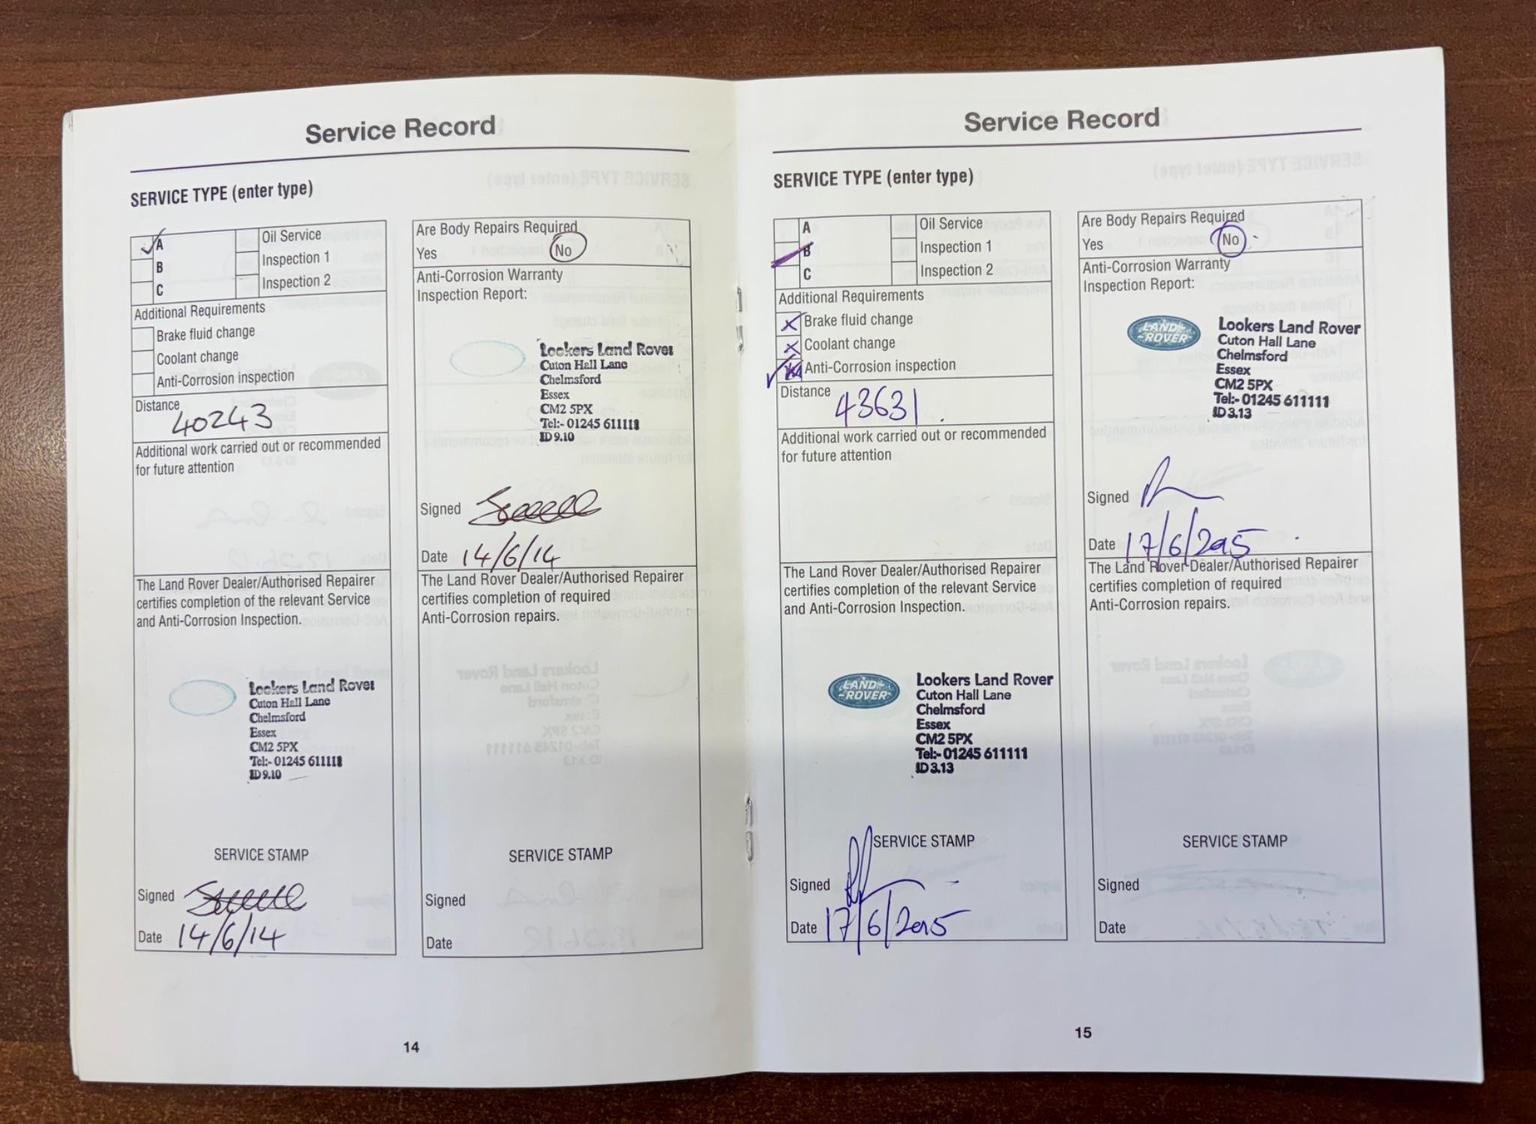 Service Record
SERVICE TYPE (enter type)
A
B
C
Oil Service
Inspection 1
Inspection 2
Additional Requirements
Brake fluid change
Coolant change
Anti-Corrosion inspection
Distance
40243
Additional work carried out or recommended
for future attention
The Land Rover Dealer/Authorised Repairer
certifies completion of the relevant Service
and Anti-Corrosion Inspection.
Lookers Land Rover
Cuton Hall Lane
Chelmsford
Essex
CM2 5PX
Tel:- 01245 611111
ID 9.10
SERVICE STAMP
Signed
Date 14/6/14
Are Body Repairs Required
Yes No
Anti-Corrosion Warranty
Inspection Report:
Lookers Land Rover
Cuton Hall Lane
Chelmsford
Essex
CM2 5PX
Tel:- 01245 611111
ID 9.10
Signed
Date 14/6/14
The Land Rover Dealer/Authorised Repairer
certifies completion of required
Anti-Corrosion repairs.
SERVICE STAMP
Signed
Date
14
Service Record
SERVICE TYPE (enter type)
A
B
C
Oil Service
Inspection 1
Inspection 2
Additional Requirements
Brake fluid change
Coolant change
Anti-Corrosion inspection
Distance
43631
Additional work carried out or recommended
for future attention
The Land Rover Dealer/Authorised Repairer
certifies completion of the relevant Service
and Anti-Corrosion Inspection.
LAND ROVER
Lookers Land Rover
Cuton Hall Lane
Chelmsford
Essex
CM2 5PX
Tel:- 01245 611111
ID 3.13
SERVICE STAMP
Signed
Date 17/6/2015
Are Body Repairs Required
Yes No
Anti-Corrosion Warranty
Inspection Report:
LAND ROVER
Lookers Land Rover
Cuton Hall Lane
Chelmsford
Essex
CM2 5PX
Tel:- 01245 611111
ID 3.13
Signed
Date 17/6/2015
The Land Rover Dealer/Authorised Repairer
certifies completion of required
Anti-Corrosion repairs.
SERVICE STAMP
Signed
Date
15